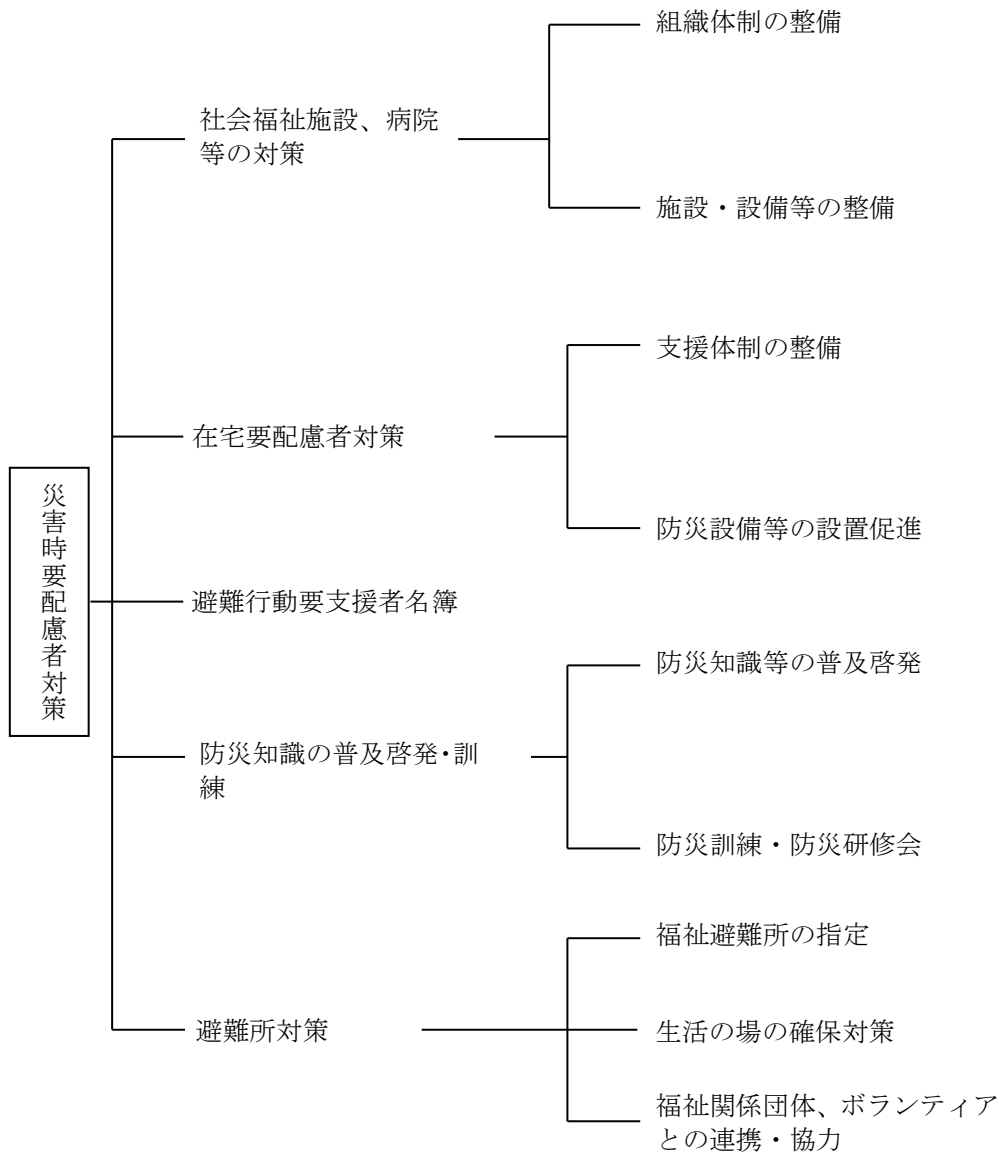 災害時要配慮者対策
社会福祉施設、病院
等の対策
組織体制の整備
施設・設備等の整備
在宅要配慮者対策
支援体制の整備
防災設備等の設置促進
避難行動要支援者名簿
防災知識の普及啓発・訓
練
防災知識等の普及啓発
防災訓練・防災研修会
避難所対策
福祉避難所の指定
生活の場の確保対策
福祉関係団体、ボランティア
との連携・協力